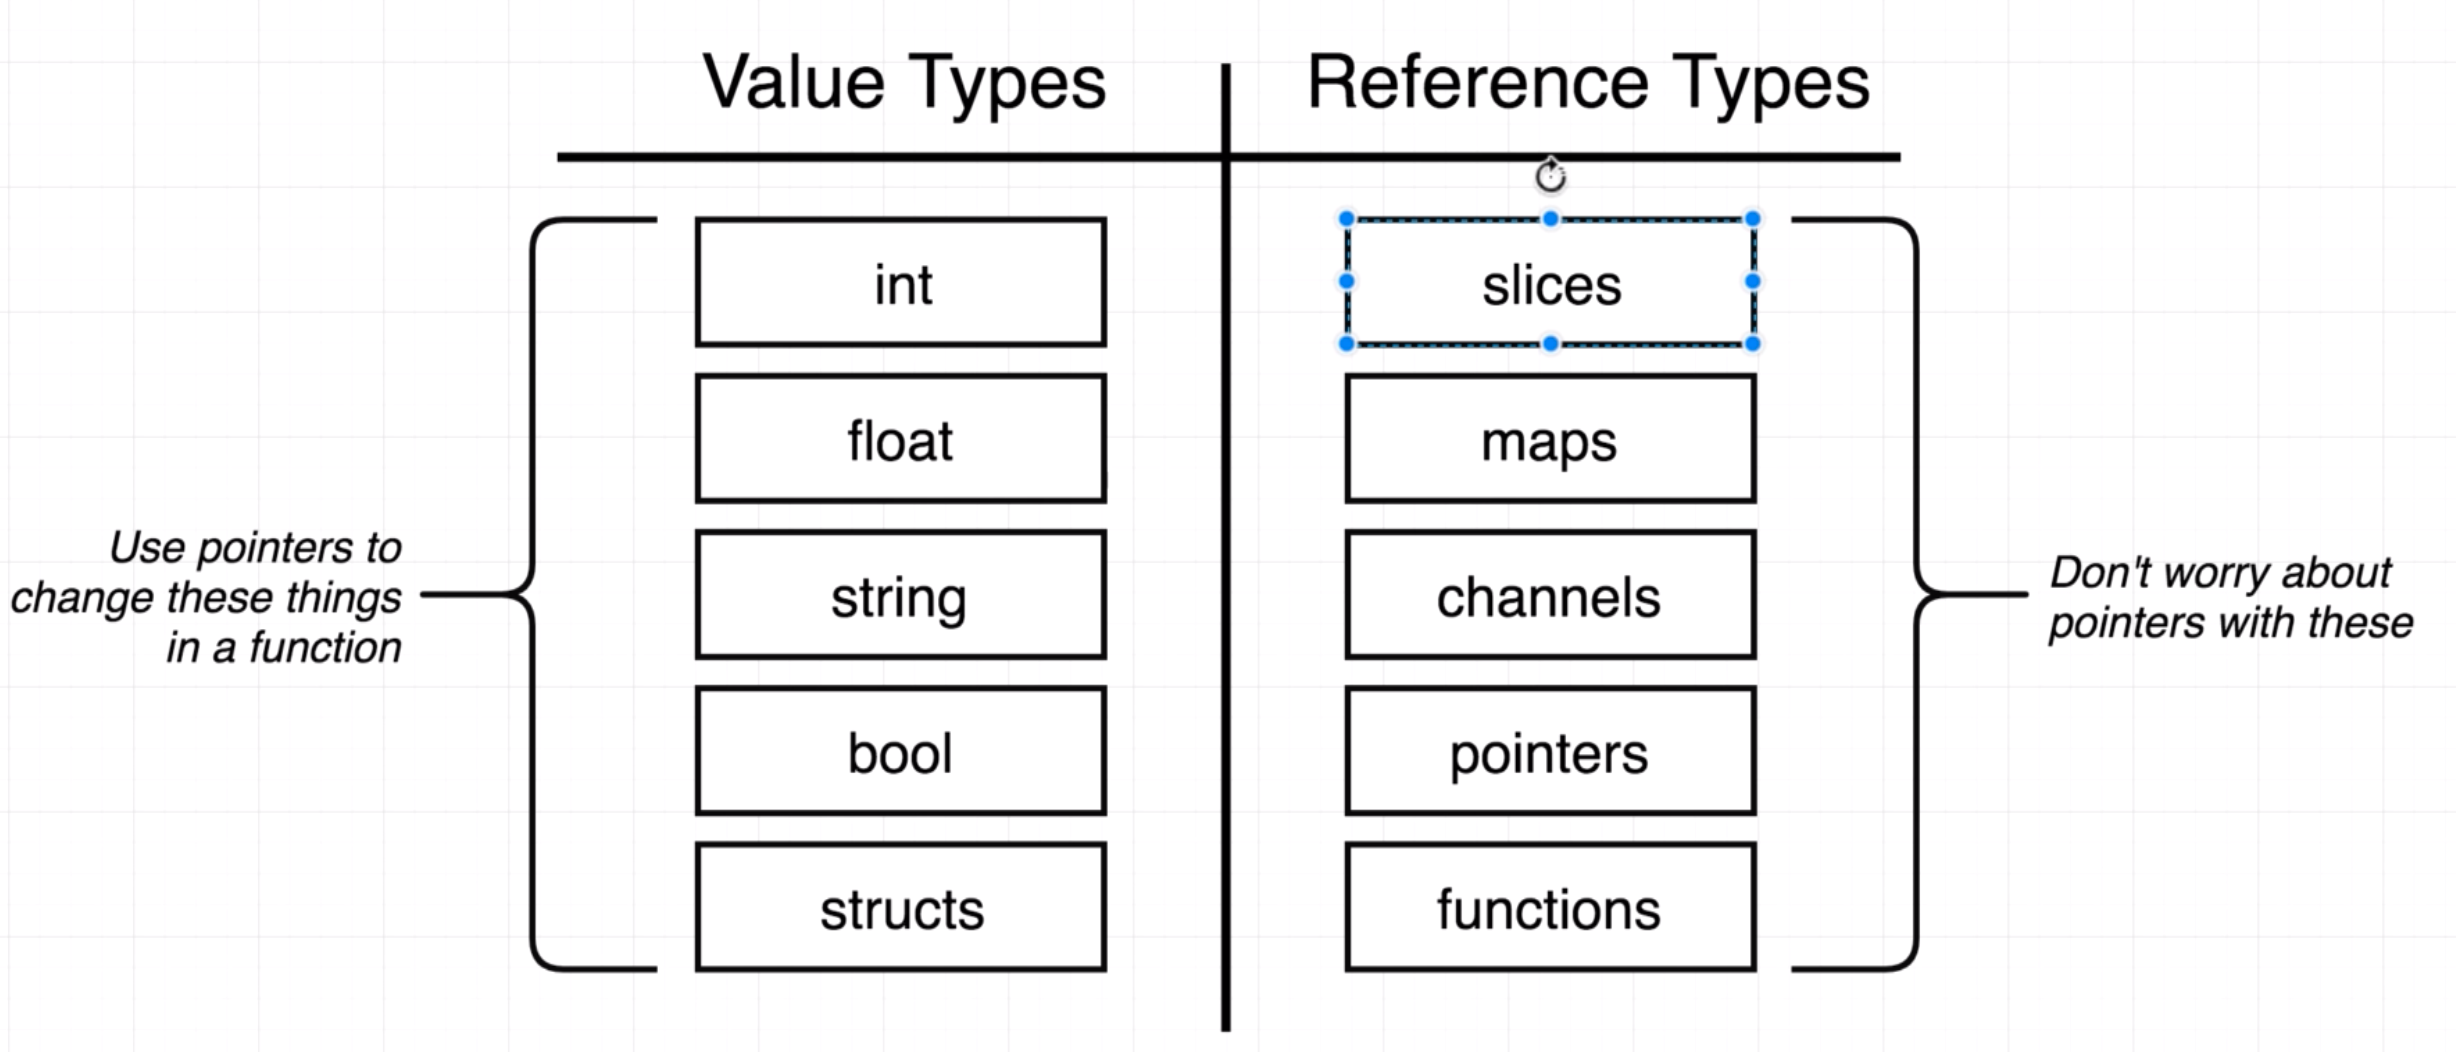 Value Types
Reference Types
int
float
string
bool
structs
slices
maps
channels
pointers
functions
Use pointers to
change these things
in a function
Don't worry about
pointers with these